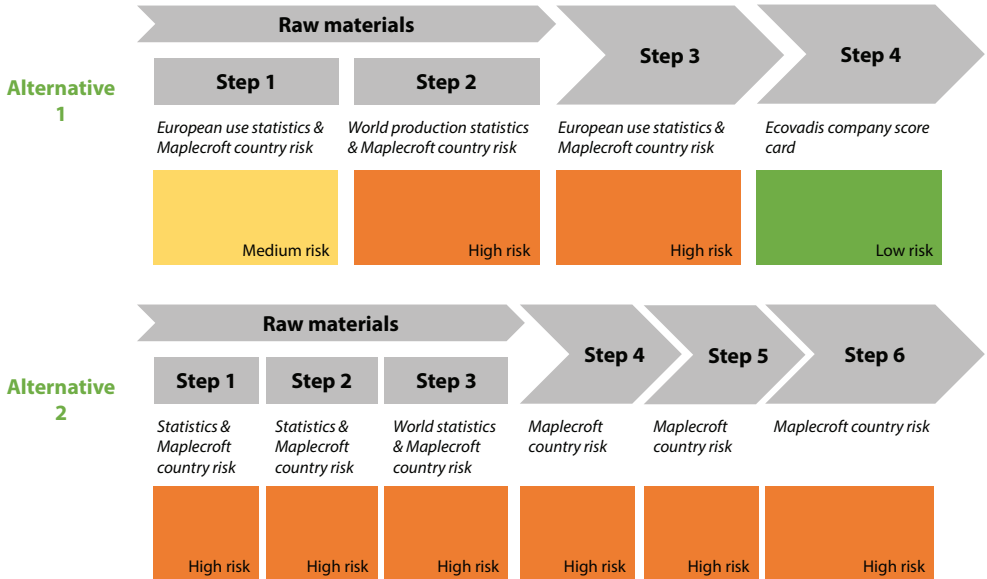 Raw materials
Step 1
Step 2
Step 3
Step 4
Alternative
1
European use statistics &
Maplecroft country risk
World production statistics
& Maplecroft country risk
European use statistics &
Maplecroft country risk
Ecovadis company score
card
Medium risk
High risk
High risk
Low risk
Raw materials
Step 1
Step 2
Step 3
Step 4
Step 5
Step 6
Alternative
2
Statistics &
Maplecroft
country risk
Statistics &
Maplecroft
country risk
World statistics
& Maplecroft
country risk
Maplecroft
country risk
Maplecroft
country risk
Maplecroft country risk
High risk
High risk
High risk
High risk
High risk
High risk